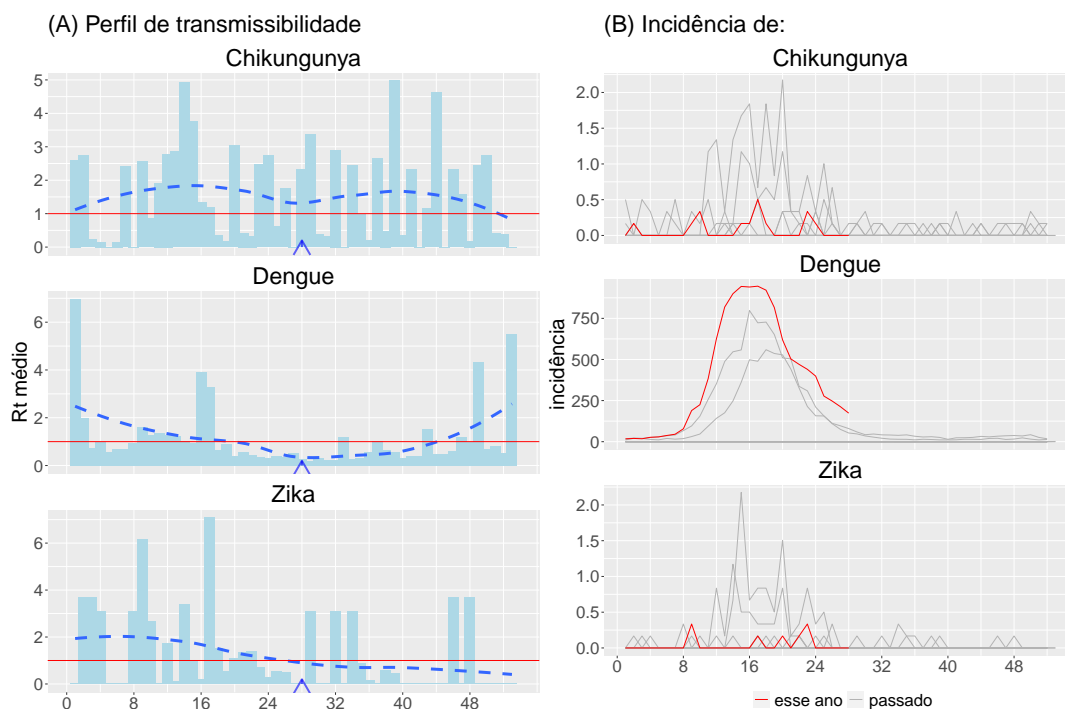 (A) Perfil de transmissibilidade
Chikungunya
5
4
3
2
1
0
Dengue
6
4
2
0
Zika
6
4
2
0
0 8 16 24 32 40 48
Rt médio
(B) Incidência de:
Chikungunya
2.0
1.5
1.0
0.5
0.0
Dengue
750
500
250
0
Zika
2.0
1.5
1.0
0.5
0.0
0 8 16 24 32 40 48
incidência
esse ano passado